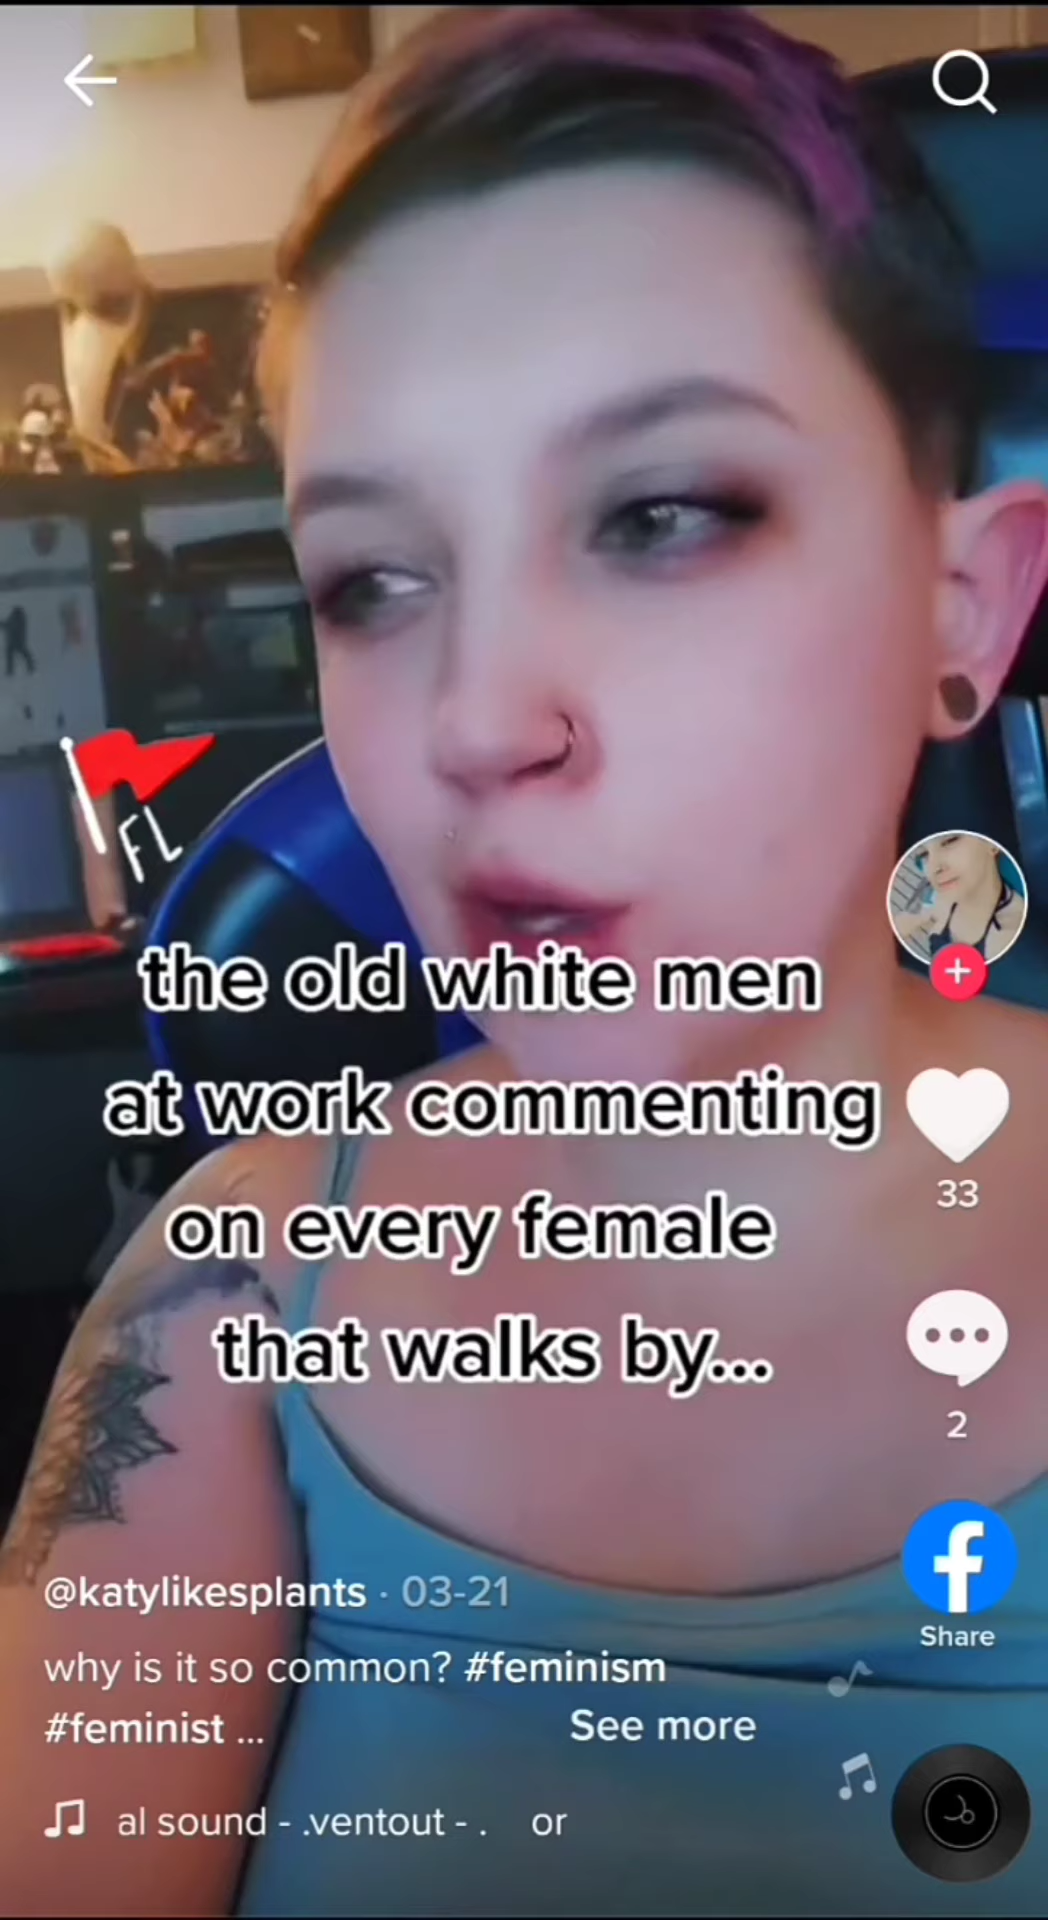 FL
the old white men
at work commenting
on every female
that walks by...
33
2
Share
@katylikesplants · 03-21
why is it so common? #feminism
#feminist ... See more
al sound - .ventout - . or